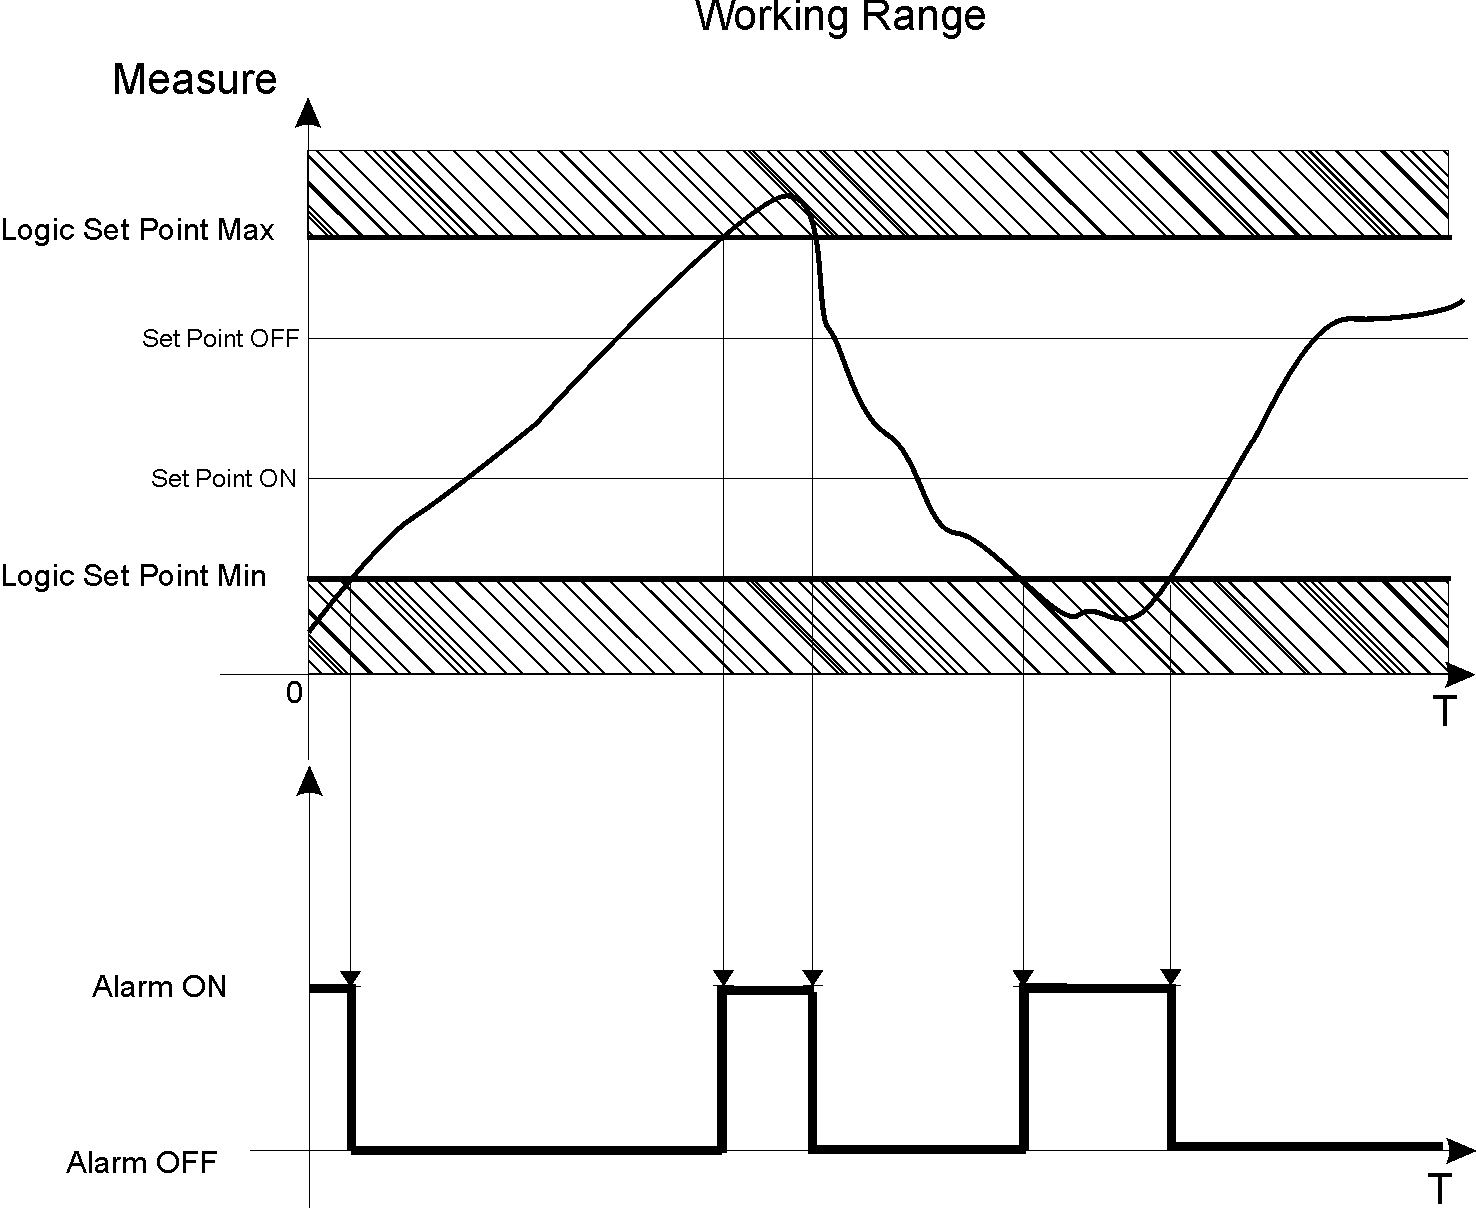 Working Range
Measure
Logic Set Point Max
Set Point OFF
Set Point ON
Logic Set Point Min
0
T
Alarm ON
Alarm OFF
T